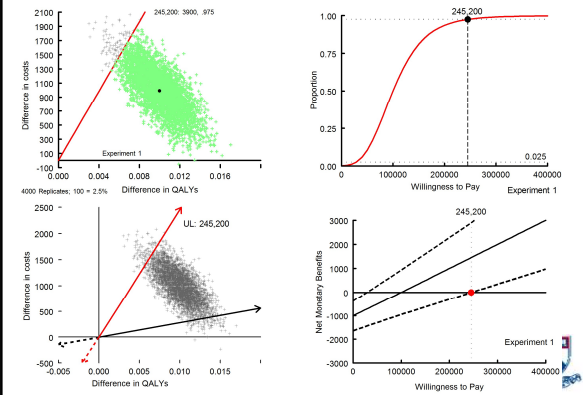 245,200: 3900, .975
2100
1900
1700
1500
1300
1100
900
700
500
300
100
-100
Difference in costs
Experiment 1
0.000 0.004 0.008 0.012 0.016
4000 Replicates; 100 = 2.5%
Difference in QALYs
245,200
1.00
0.75
0.50
0.25
0.00
Proportion
0.025
0 100000 200000 300000 400000
Willingness to Pay
Experiment 1
2500
2000
1500
1000
500
0
-500
Difference in costs
UL: 245,200
-0.005 0.000 0.005 0.010 0.015
Difference in QALYs
245,200
3000
2000
1000
0
-1000
-2000
-3000
Net Monetary Benefits
Experiment 1
0 100000 200000 300000 400000
Willingness to Pay